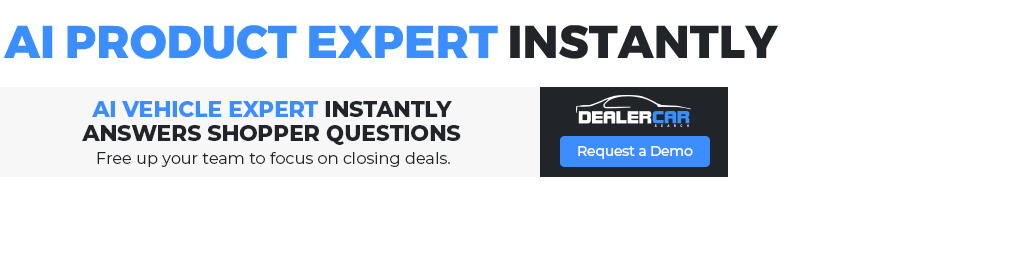 AI PRODUCT EXPERT INSTANTLY
AI VEHICLE EXPERT INSTANTLY
ANSWERS SHOPPER QUESTIONS
Free up your team to focus on closing deals.
DEALERCAR
SEARCH
Request a Demo